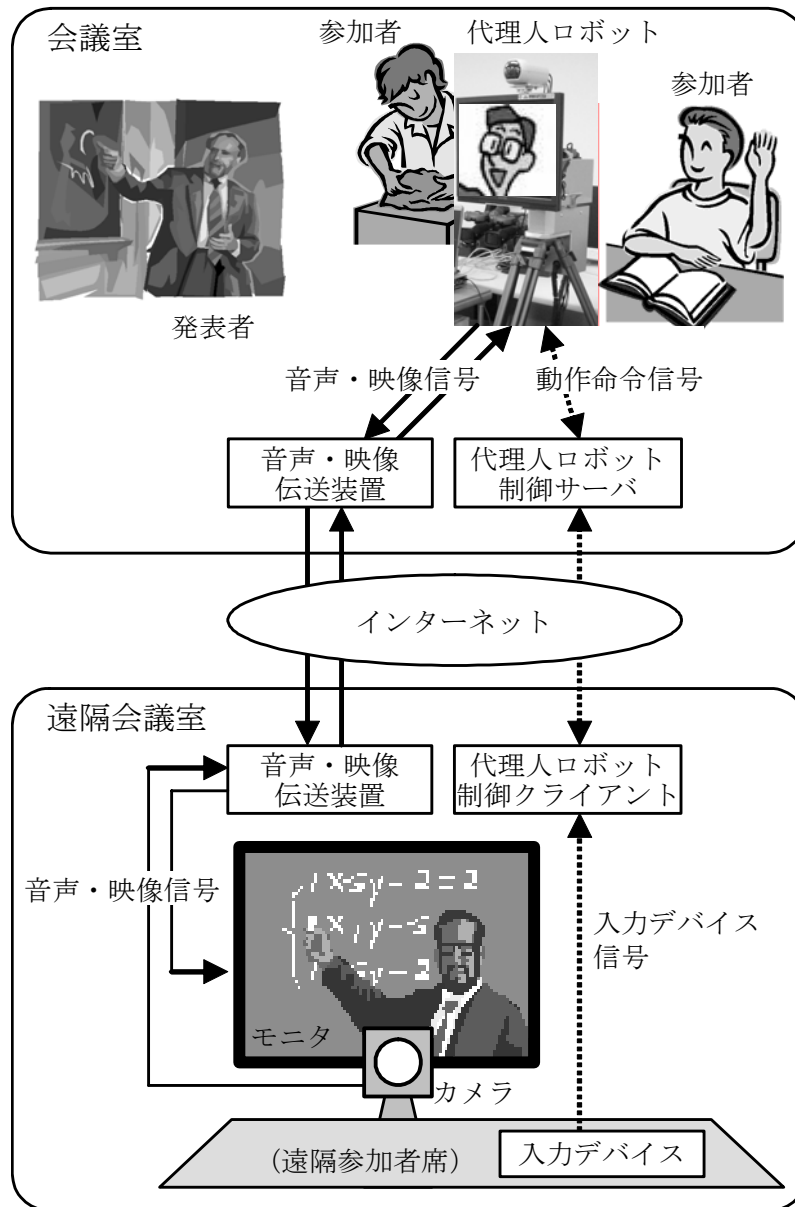 会議室
参加者
代理人ロボット
参加者
発表者
音声・映像信号
動作命令信号
音声・映像
伝送装置
代理人ロボット
制御サーバ
インターネット
遠隔会議室
音声・映像
伝送装置
代理人ロボット
制御クライアント
音声・映像信号
入力デバイス
信号
モニタ
カメラ
(遠隔参加者席)
入力デバイス